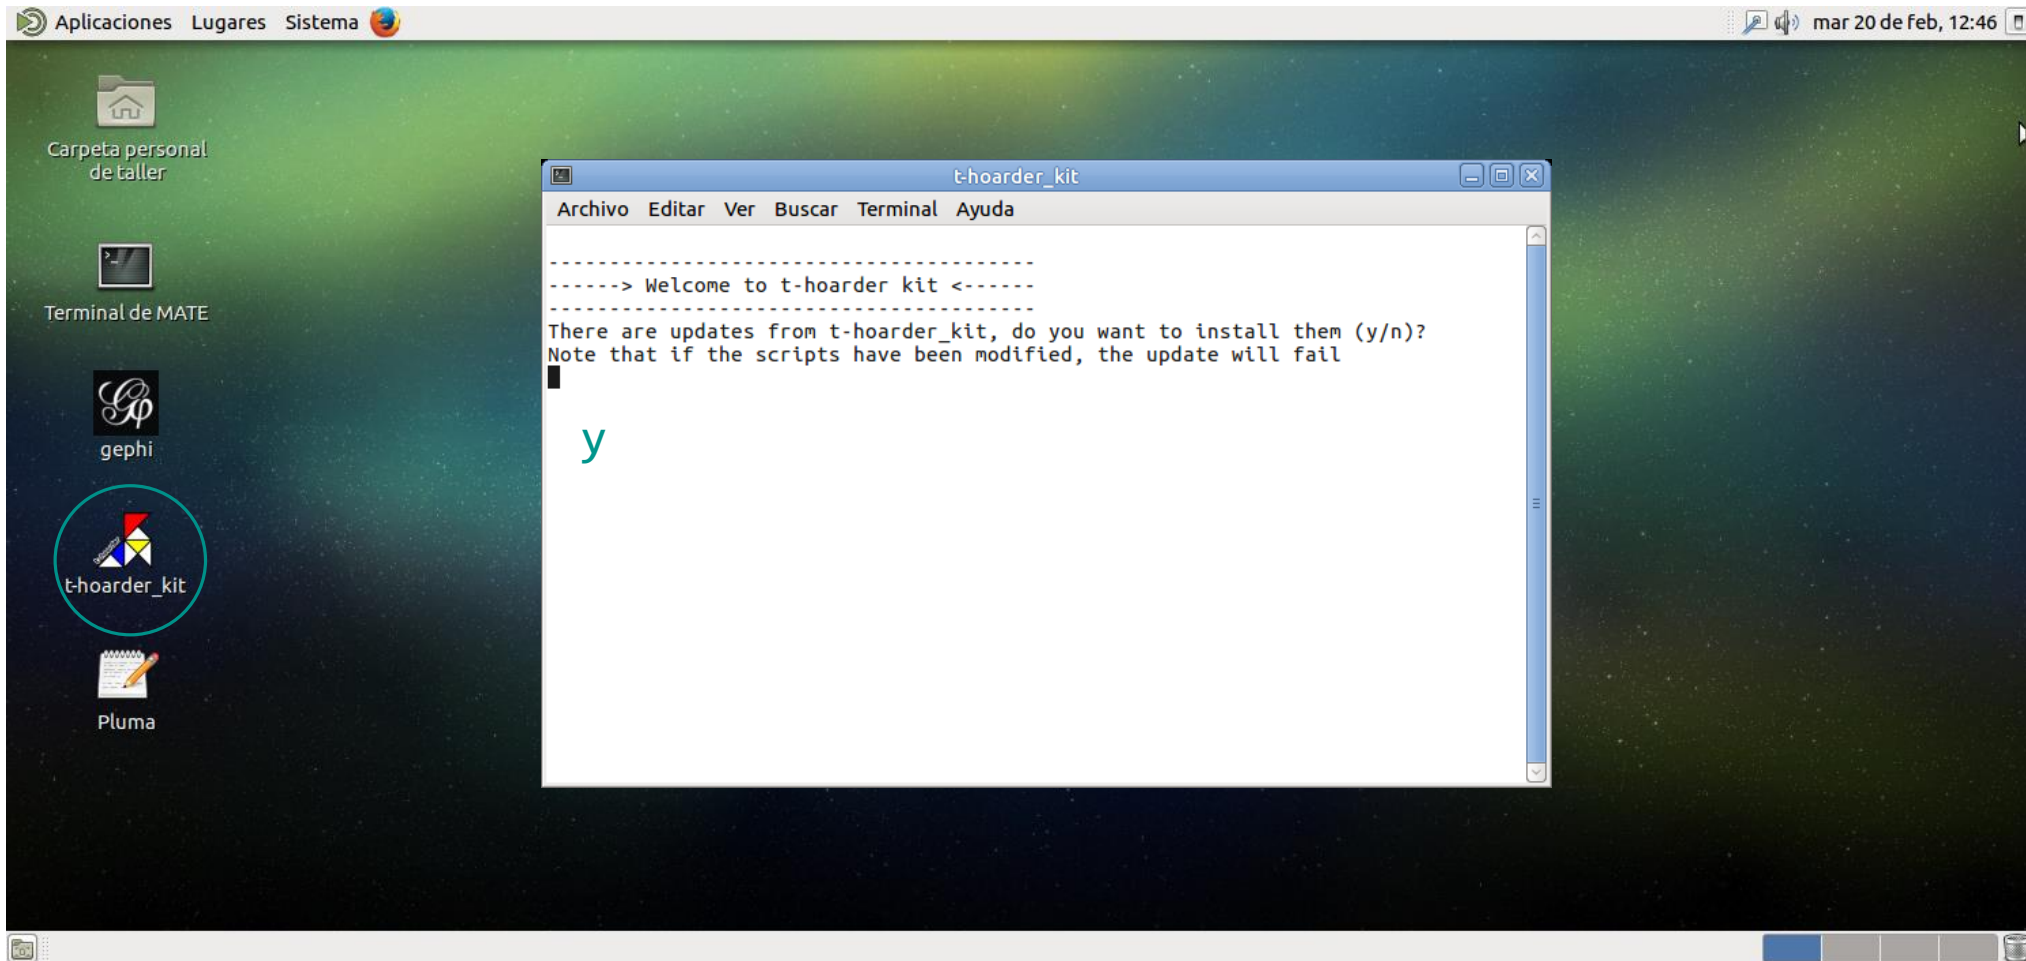 Aplicaciones Lugares Sistema
mar 20 de feb, 12:46
Carpeta personal
de taller
Terminal de MATE
gephi
t-hoarder_kit
Pluma
t-hoarder_kit
Archivo Editar Ver Buscar Terminal Ayuda
----------------------------------------
------> Welcome to t-hoarder kit <------
----------------------------------------
There are updates from t-hoarder_kit, do you want to install them (y/n)?
Note that if the scripts have been modified, the update will fail
y